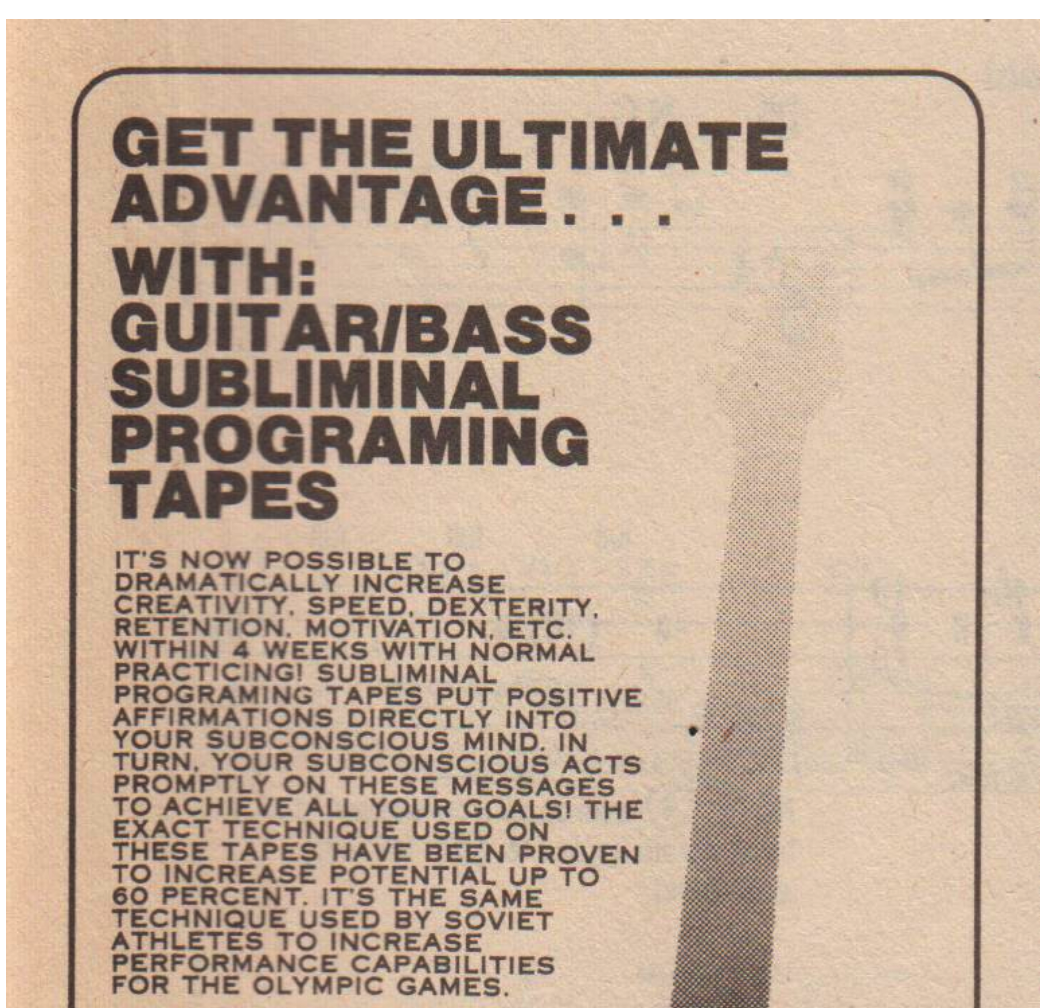 GET THE ULTIMATE
ADVANTAGE...
WITH:
GUITAR/BASS
SUBLIMINAL
PROGRAMING
TAPES
IT'S NOW POSSIBLE TO
DRAMATICALLY INCREASE
CREATIVITY, SPEED, DEXTERITY,
RETENTION, MOTIVATION, ETC.
WITHIN 4 WEEKS WITH NORMAL
PRACTICING! SUBLIMINAL
PROGRAMING TAPES PUT POSITIVE
AFFIRMATIONS DIRECTLY INTO
YOUR SUBCONSCIOUS MIND. IN
TURN, YOUR SUBCONSCIOUS ACTS
PROMPTLY ON THESE MESSAGES
TO ACHIEVE ALL YOUR GOALS! THE
EXACT TECHNIQUE USED ON
THESE TAPES HAVE BEEN PROVEN
TO INCREASE POTENTIAL UP TO
60 PERCENT. IT'S THE SAME
TECHNIQUE USED BY SOVIET
ATHLETES TO INCREASE
PERFORMANCE CAPABILITIES
FOR THE OLYMPIC GAMES.